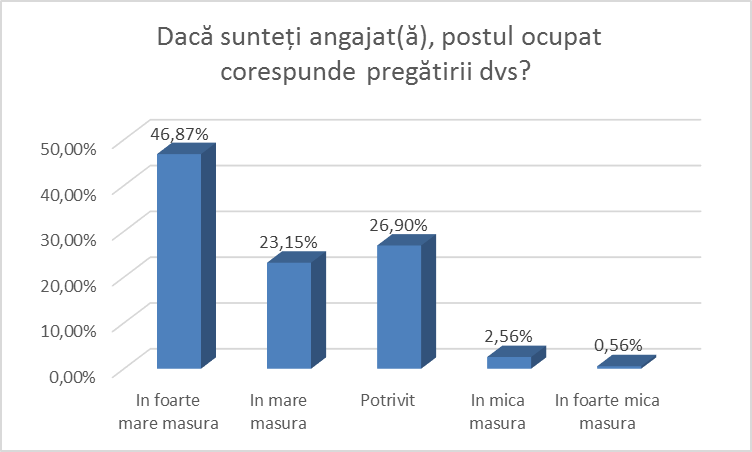 Dacă sunteți angajat(ă), postul ocupat
corespunde pregătirii dvs?
50,00%
40,00%
30,00%
20,00%
10,00%
0,00%
46,87%
23,15%
26,90%
2,56%
0,56%
In foarte
mare masura
In mare
masura
Potrivit
In mica
masura
In foarte mica
masura